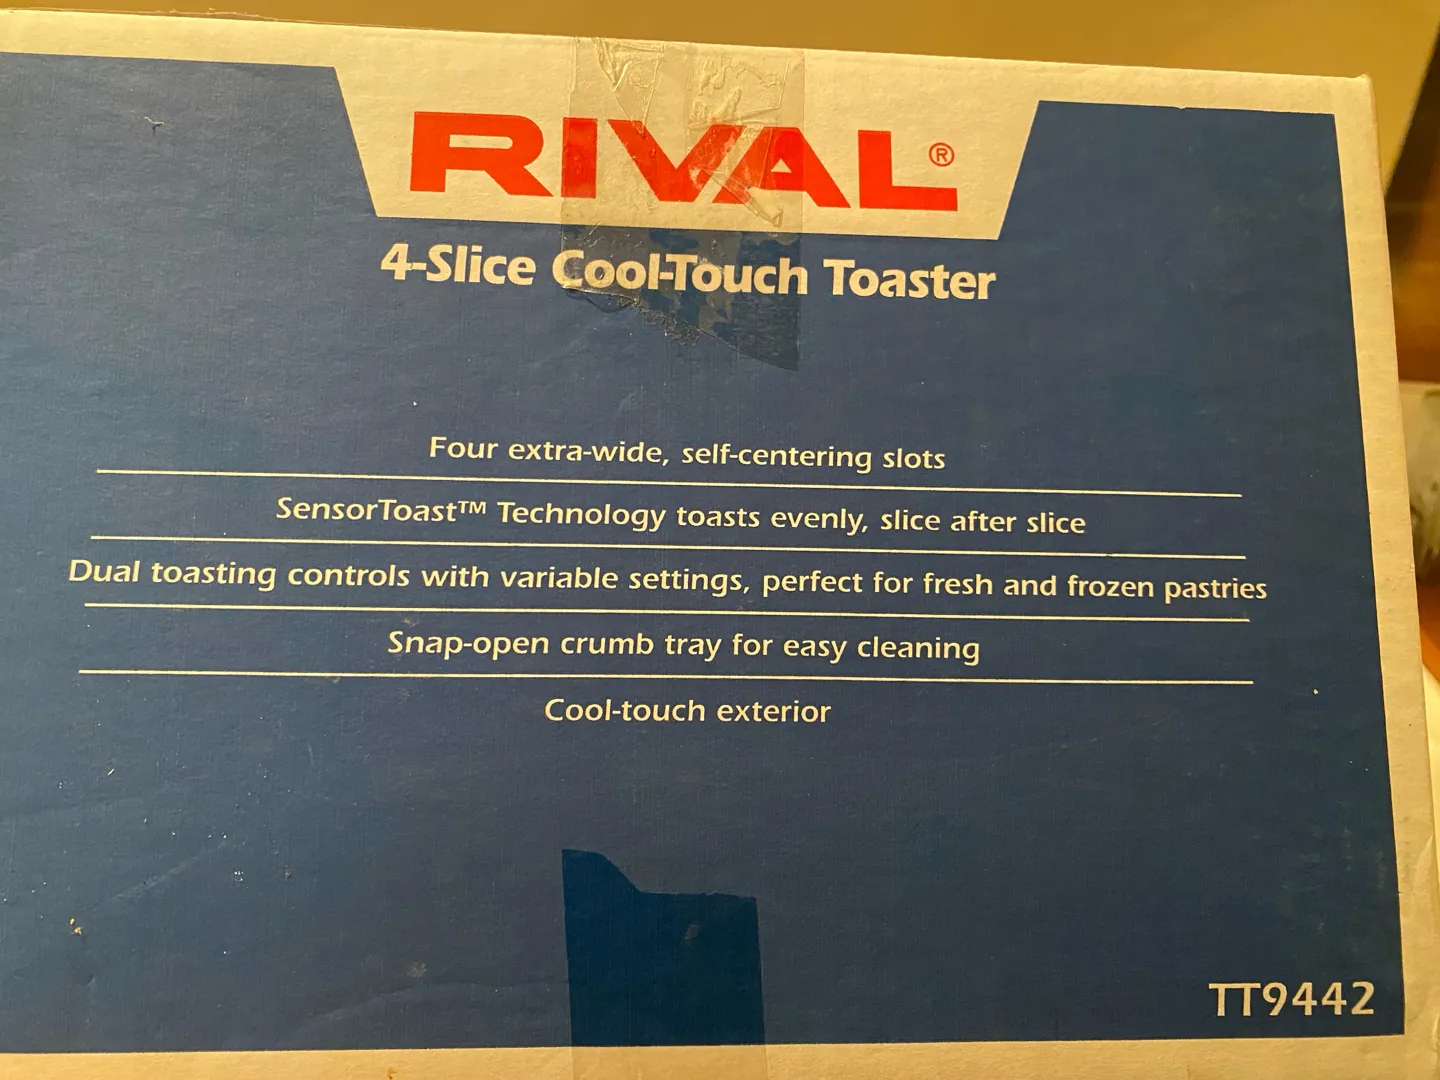 RIVAL®
4-Slice Cool-Touch Toaster
Four extra-wide, self-centering slots
SensorToast™ Technology toasts evenly, slice after slice
Dual toasting controls with variable settings, perfect for fresh and frozen pastries
Snap-open crumb tray for easy cleaning
Cool-touch exterior
TT9442